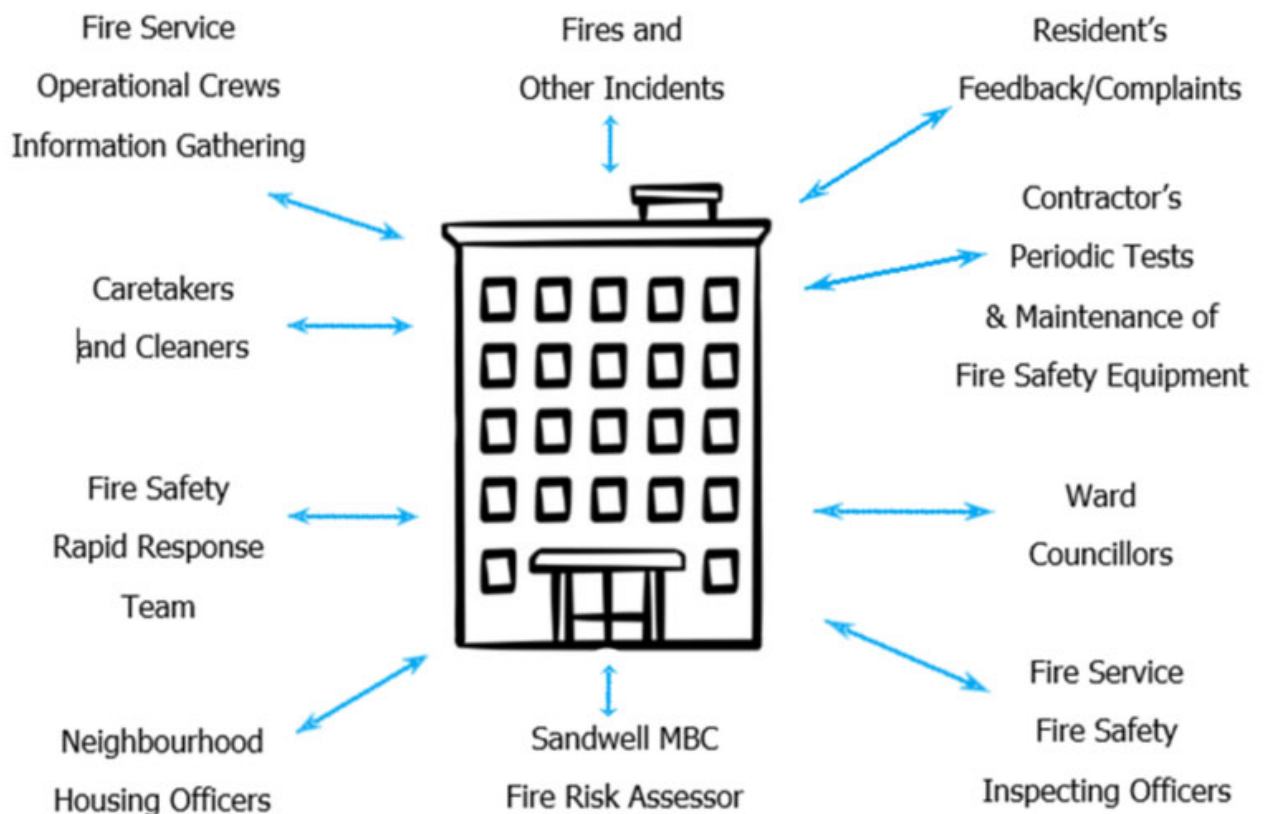 Fire Service
Operational Crews
Information Gathering
Fires and
Other Incidents
Resident's
Feedback/Complaints
Contractor's
Periodic Tests
& Maintenance of
Fire Safety Equipment
Caretakers
and Cleaners
Fire Safety
Rapid Response
Team
Ward
Councillors
Neighbourhood
Housing Officers
Sandwell MBC
Fire Risk Assessor
Fire Service
Fire Safety
Inspecting Officers